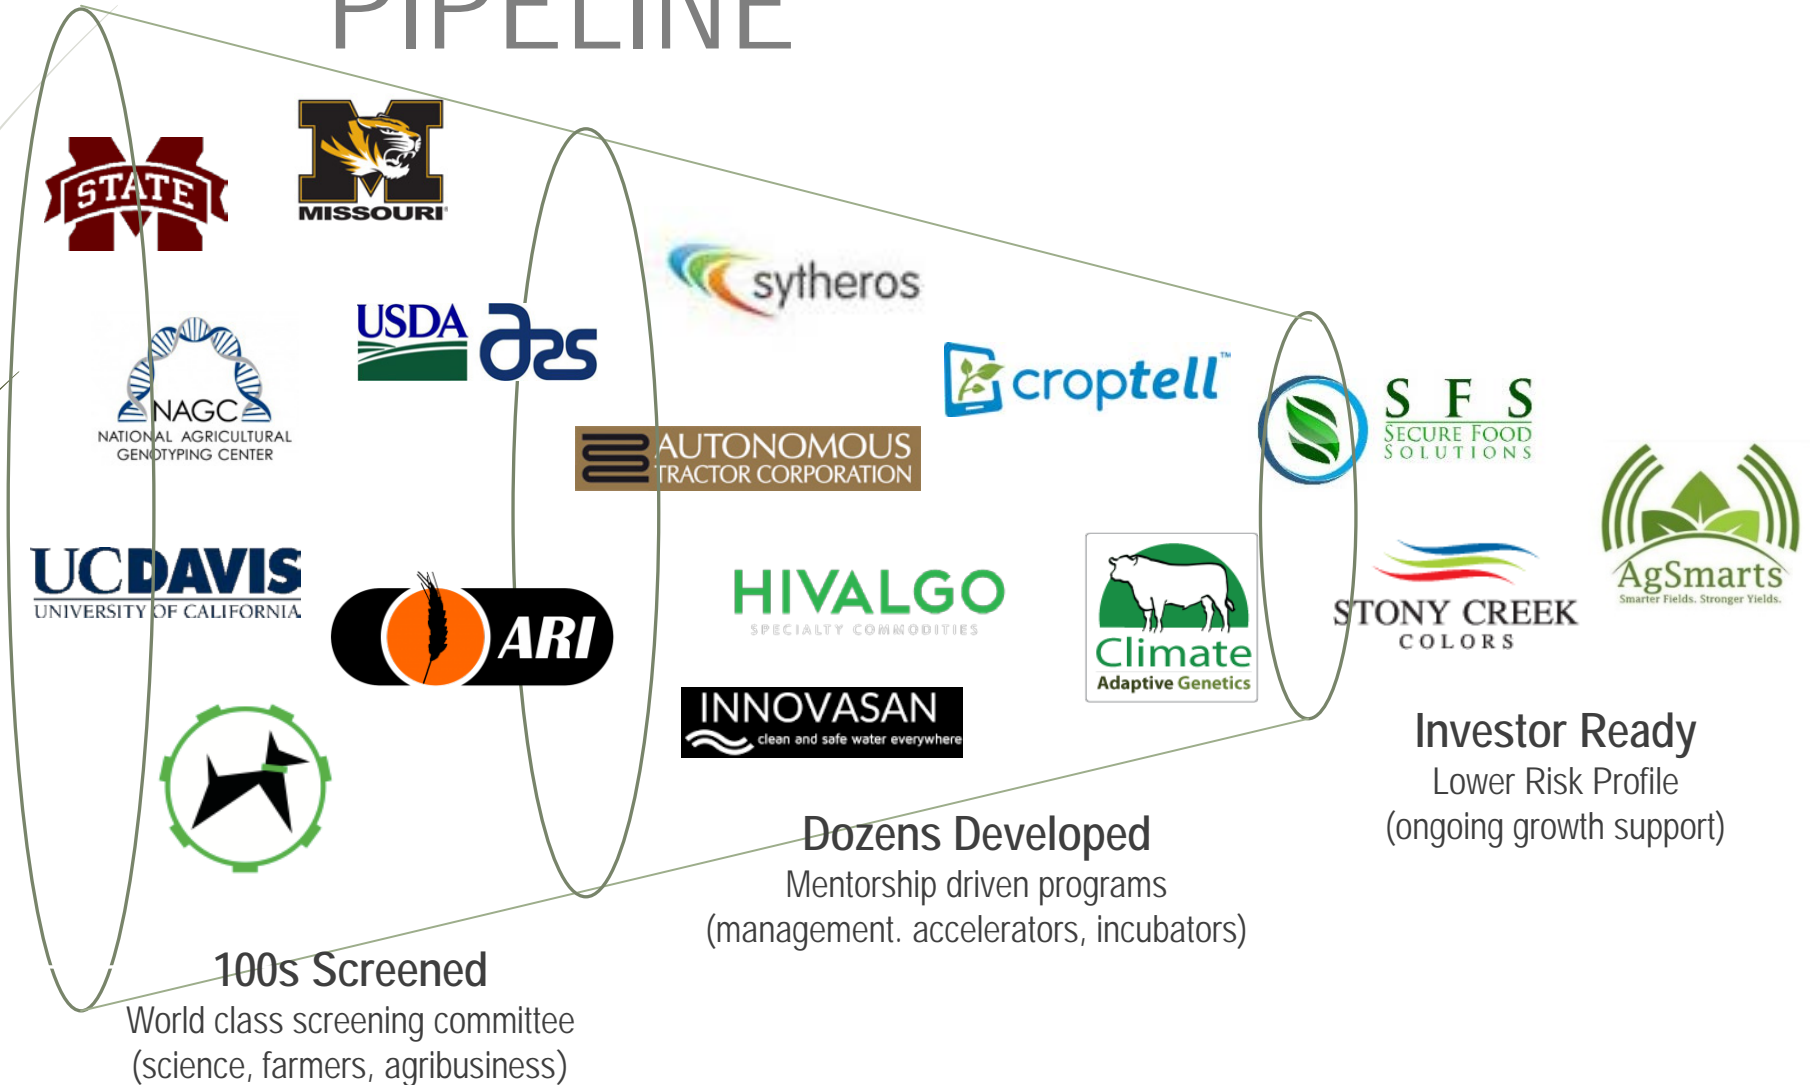 PIPELINE
STATE
MISSOURI
NAGC
NATIONAL AGRICULTURAL
GENOTYPING CENTER
USDA ars
UCDAVIS
UNIVERSITY OF CALIFORNIA
ARI
sytheros
croptell™
AUTONOMOUS
TRACTOR CORPORATION
HIVALGO
SPECIALTY COMMODITIES
INNOVASAN
clean and safe water everywhere
Climate
Adaptive Genetics
SFS
SECURE FOOD
SOLUTIONS
STONY CREEK
COLORS
AgSmarts
Smarter Fields. Stronger Yields.
Investor Ready
Lower Risk Profile
(ongoing growth support)
Dozens Developed
Mentorship driven programs
(management. accelerators, incubators)
100s Screened
World class screening committee
(science, farmers, agribusiness)